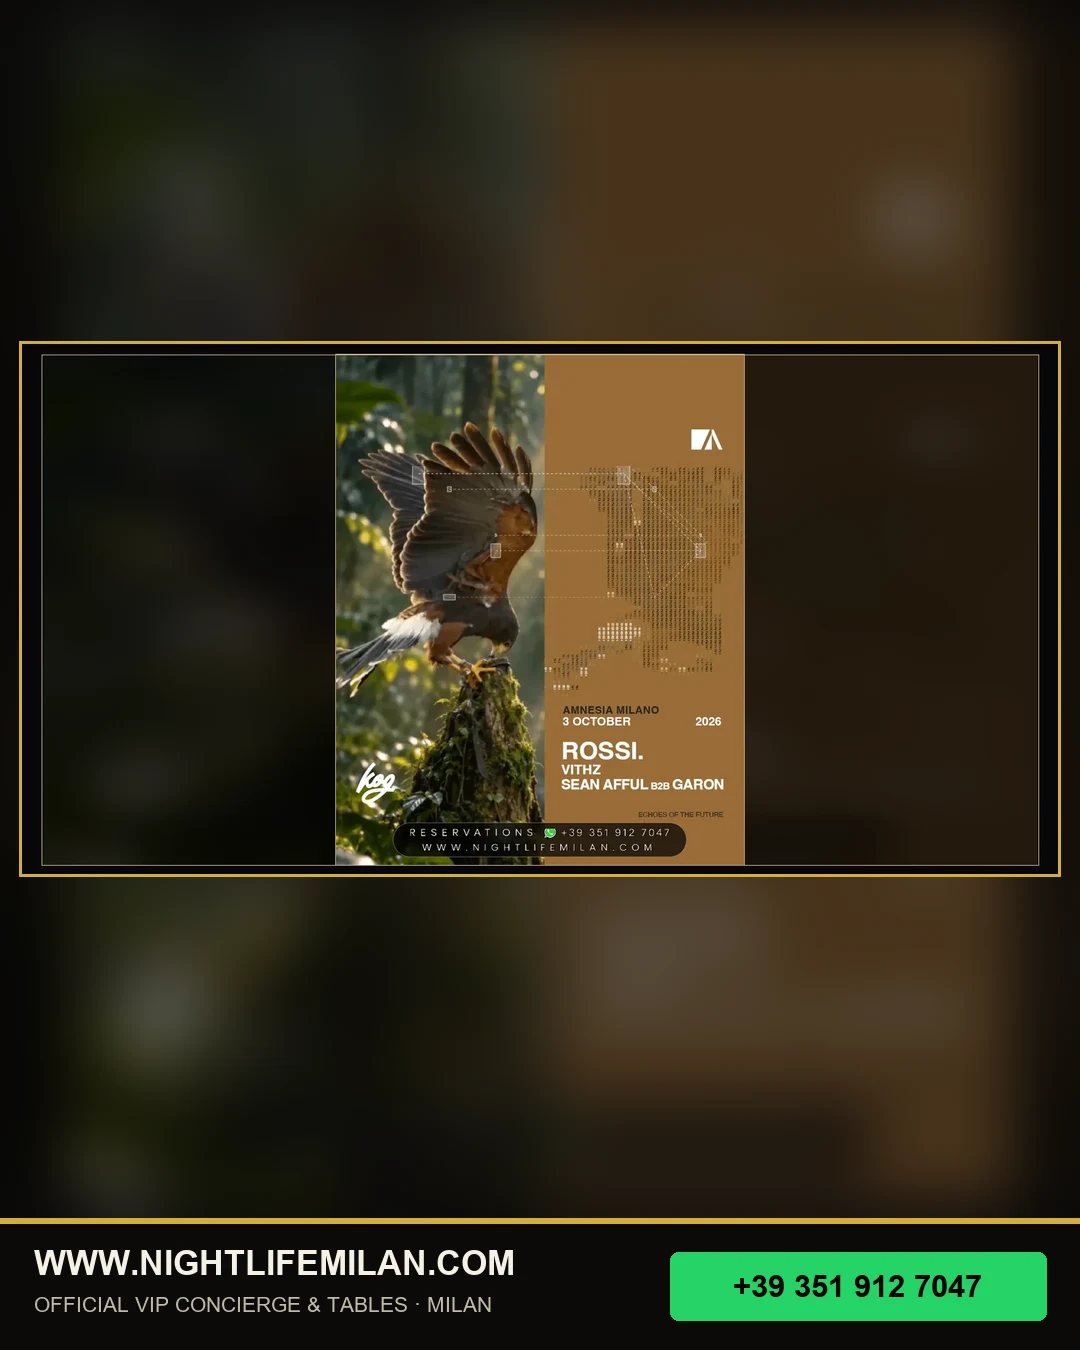 AMNESIA MILANO
3 OCTOBER 2026
ROSSI.
VITHZ
SEAN AFFUL B2B GARON
kog
ECHOES OF THE FUTURE
RESERVATIONS +39 351 912 7047
WWW.NIGHTLIFEMILAN.COM
WWW.NIGHTLIFEMILAN.COM
OFFICIAL VIP CONCIERGE & TABLES · MILAN
+39 351 912 7047